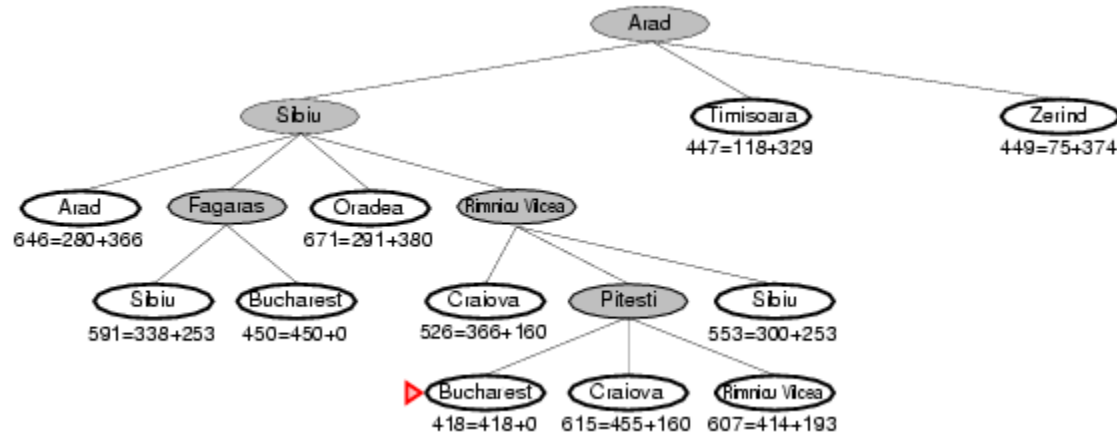 Arad
Sibiu Timisoara Zerind
447=118+329 449=75+374
Arad Fagaras Oradea Rimnicu Vilcea
646=280+366 671=291+380
Sibiu Bucharest Craiova Pitesti Sibiu
591=338+253 450=450+0 526=366+160 553=300+253
Bucharest Craiova Rimnicu Vilcea
418=418+0 615=455+160 607=414+193